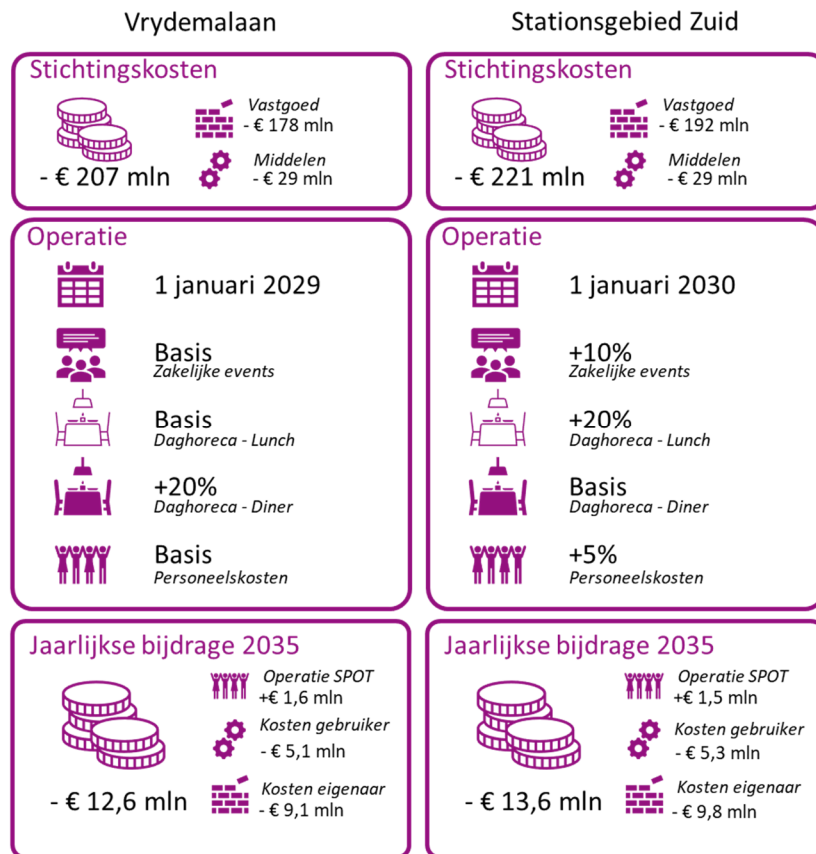 Vrydemalaan
Stichtingskosten
Vastgoed
- € 178 mln
Middelen
- € 29 mln
- € 207 mln
Operatie
1 januari 2029
Basis
Zakelijke events
Basis
Daghoreca - Lunch
+20%
Daghoreca - Diner
Basis
Personeelskosten
Jaarlijkse bijdrage 2035
Operatie SPOT
+€ 1,6 mln
Kosten gebruiker
- € 5,1 mln
Kosten eigenaar
- € 9,1 mln
- € 12,6 mln
Stationsgebied Zuid
Stichtingskosten
Vastgoed
- € 192 mln
Middelen
- € 29 mln
- € 221 mln
Operatie
1 januari 2030
+10%
Zakelijke events
+20%
Daghoreca - Lunch
Basis
Daghoreca - Diner
+5%
Personeelskosten
Jaarlijkse bijdrage 2035
Operatie SPOT
+€ 1,5 mln
Kosten gebruiker
- € 5,3 mln
Kosten eigenaar
- € 9,8 mln
- € 13,6 mln